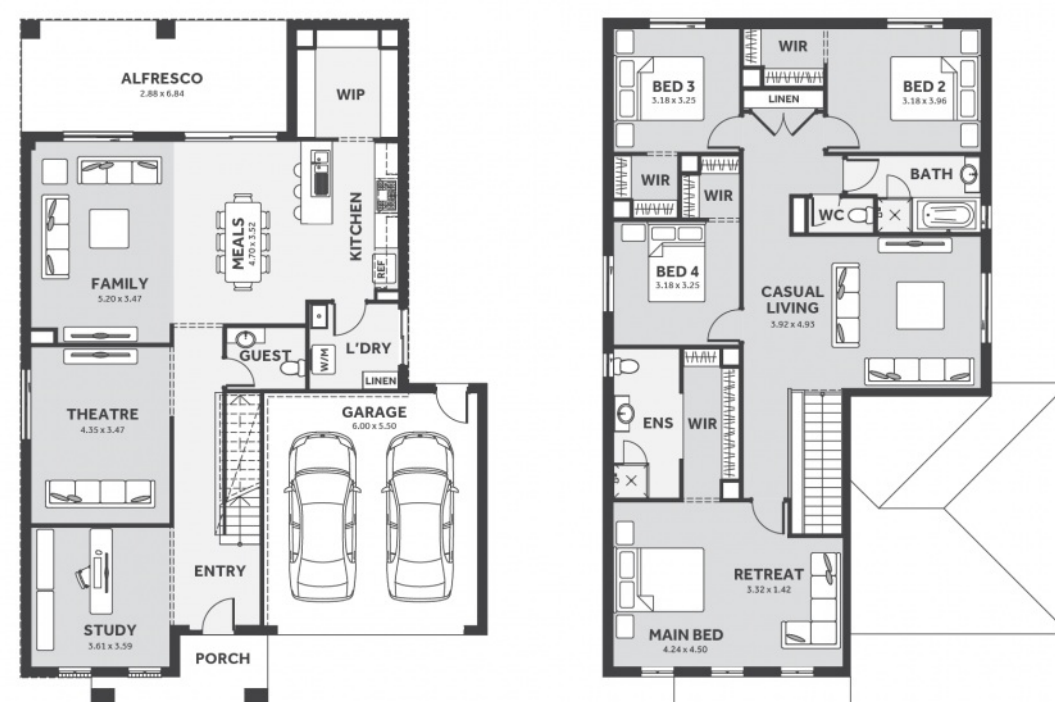 ALFRESCO
2.88 x 6.84
WIP
FAMILY
5.20 x 3.47
MEALS
4.70 x 3.52
KITCHEN
REF
GUEST
W/M
L'DRY
LINEN
THEATRE
4.35 x 3.47
GARAGE
6.00 x 5.50
ENTRY
STUDY
3.61 x 3.59
PORCH
BED 3
3.18 x 3.25
WIR
LINEN
BED 2
3.18 x 3.96
WIR
WIR
BATH
WC
BED 4
3.18 x 3.25
CASUAL
LIVING
3.92 x 4.93
ENS
WIR
RETREAT
3.32 x 1.42
MAIN BED
4.24 x 4.50